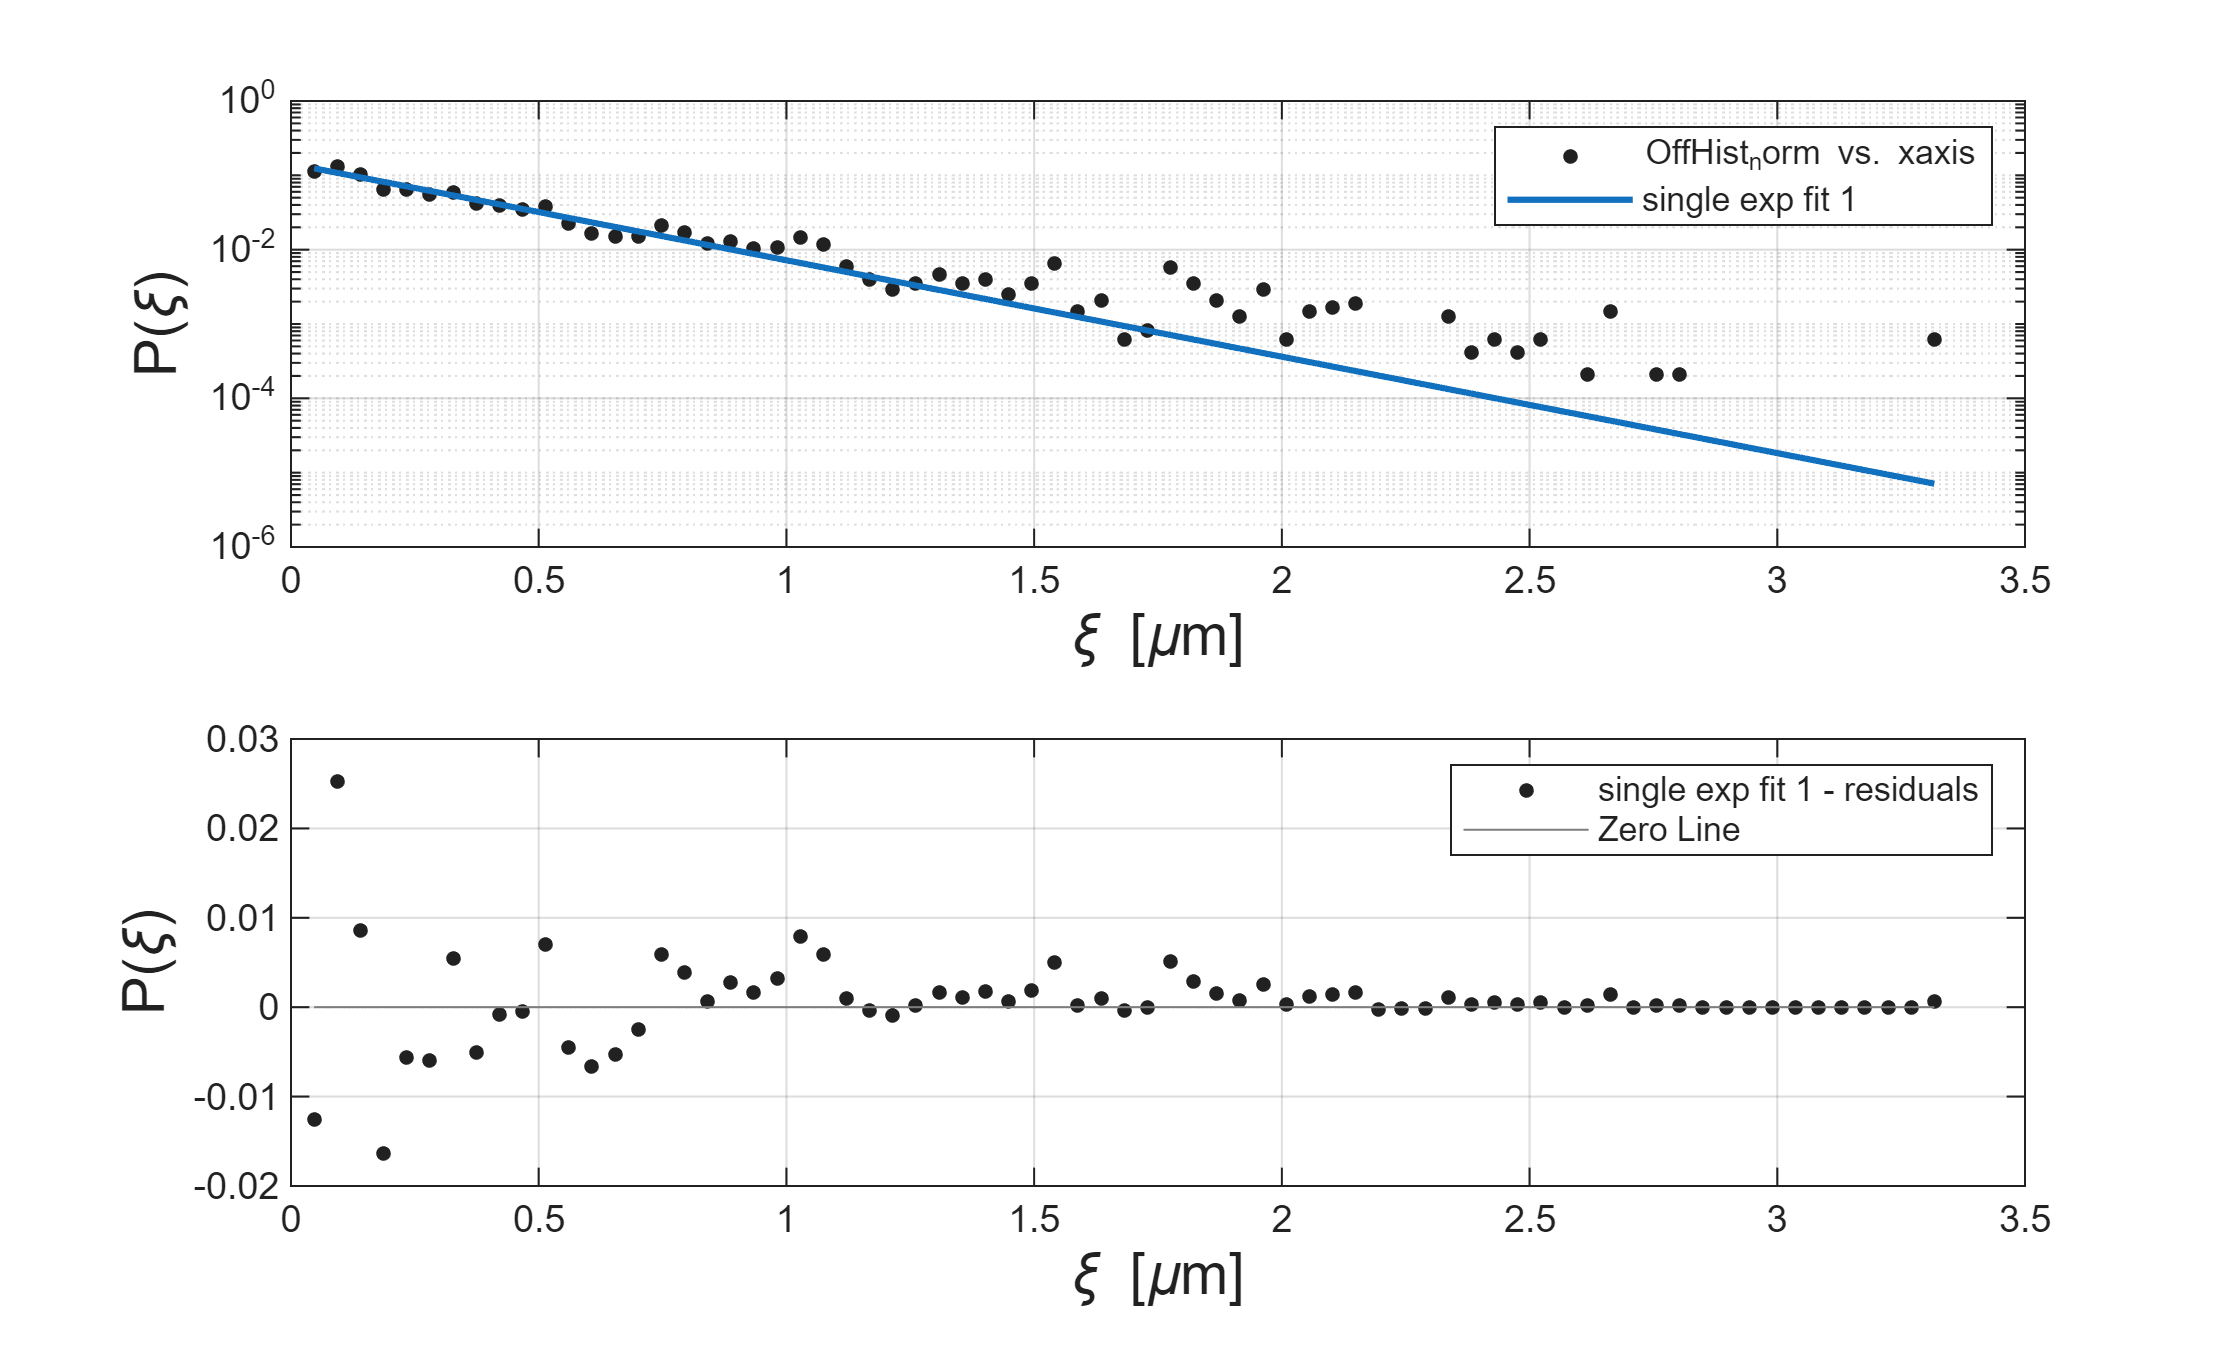 10^0
10^-2
10^-4
10^-6
P(ξ)
OffHist_norm vs. xaxis
single exp fit 1
0 0.5 1 1.5 2 2.5 3 3.5
ξ [μm]
0.03
0.02
0.01
0
-0.01
-0.02
P(ξ)
single exp fit 1 - residuals
Zero Line
0 0.5 1 1.5 2 2.5 3 3.5
ξ [μm]